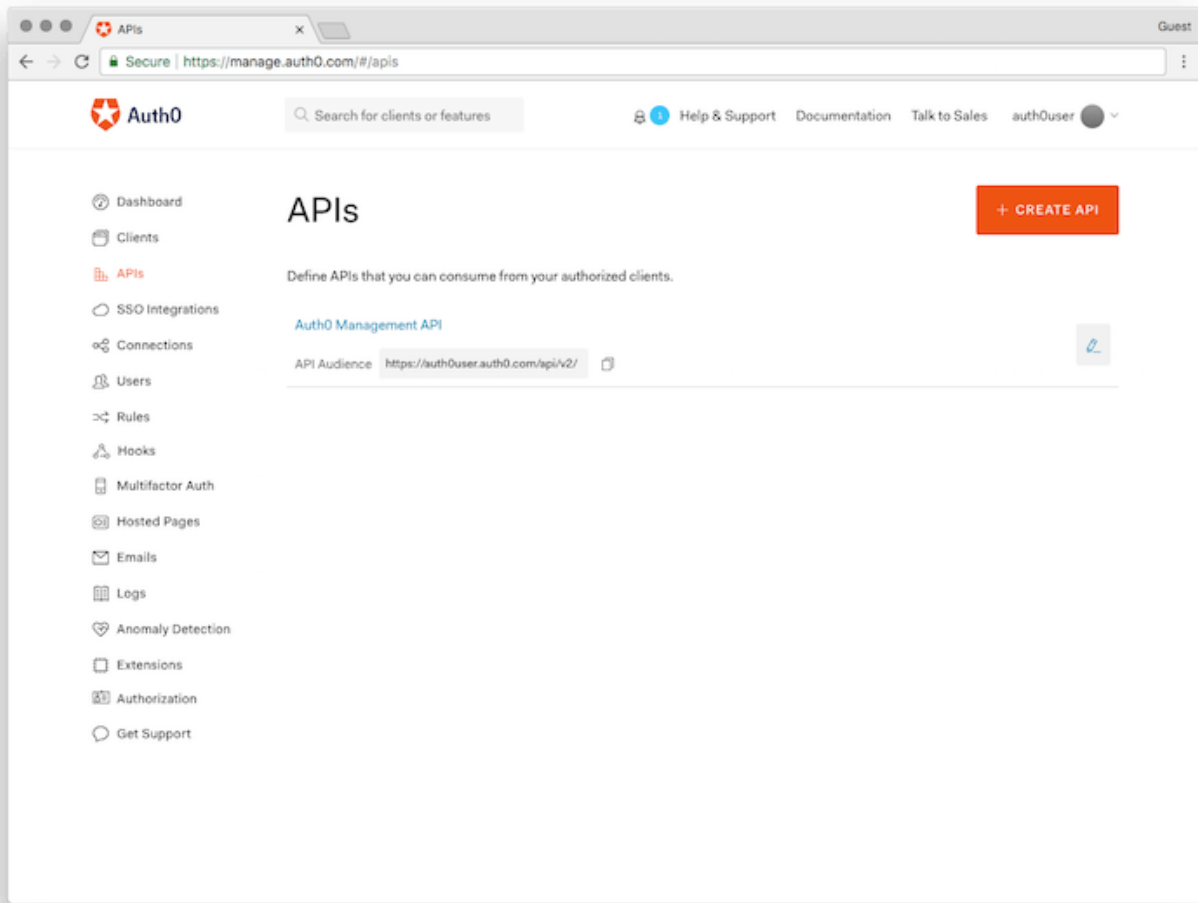 APIs
Guest
Secure | https://manage.auth0.com/#/apis
Auth0
Search for clients or features
1
Help & Support
Documentation
Talk to Sales
auth0user
Dashboard
Clients
APIs
SSO Integrations
Connections
Users
Rules
Hooks
Multifactor Auth
Hosted Pages
Emails
Logs
Anomaly Detection
Extensions
Authorization
Get Support
APIs
+ CREATE API
Define APIs that you can consume from your authorized clients.
Auth0 Management API
API Audience https://auth0user.auth0.com/api/v2/